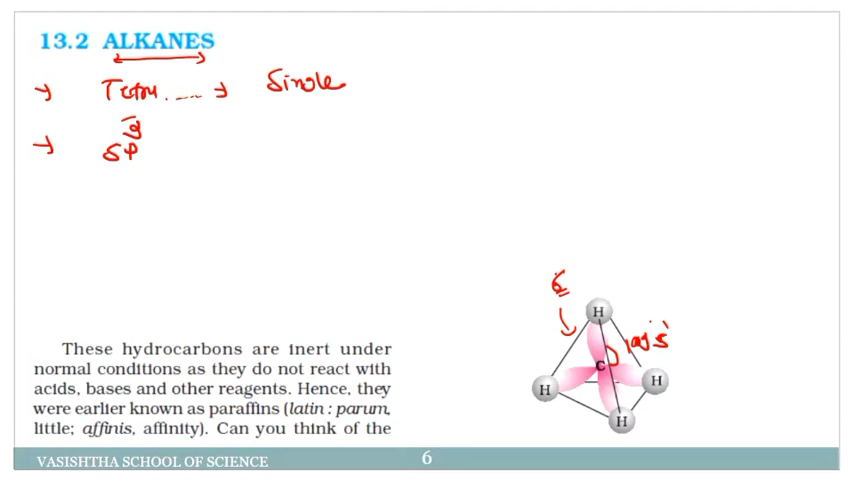 13.2 ALKANES
Single
sp³
H
C
109.5°
H
H
H
These hydrocarbons are inert under
normal conditions as they do not react with
acids, bases and other reagents. Hence, they
were earlier known as paraffins (latin : parum,
little; affinis, affinity). Can you think of the
VASISHTHA SCHOOL OF SCIENCE
6